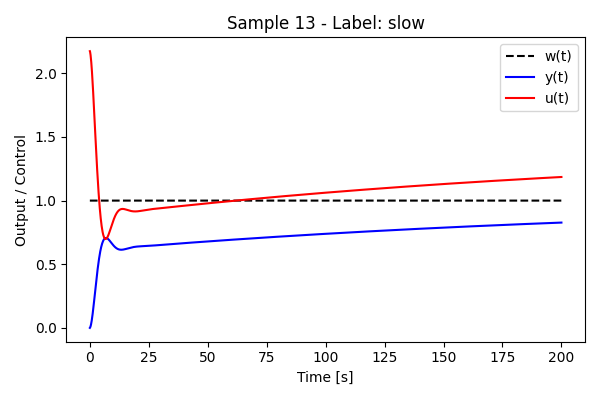 Sample 13 - Label: slow
w(t)
y(t)
u(t)
Output / Control
2.0
1.5
1.0
0.5
0.0
0 25 50 75 100 125 150 175 200
Time [s]